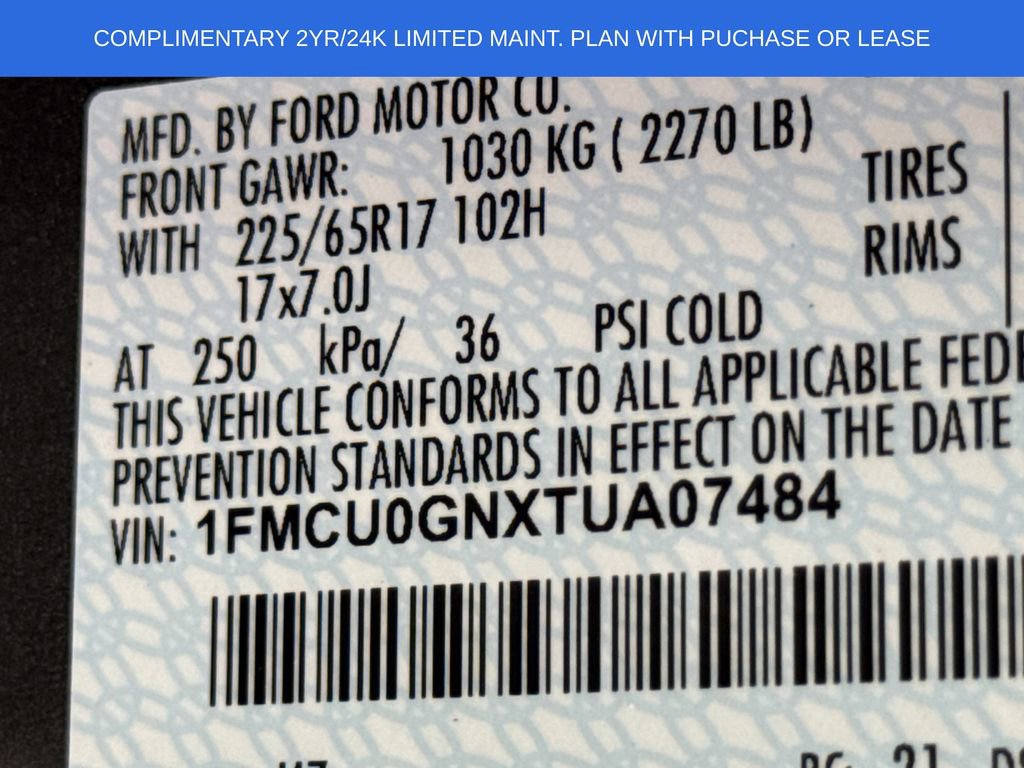 COMPLIMENTARY 2YR/24K LIMITED MAINT. PLAN WITH PUCHASE OR LEASE
MFD. BY FORD MOTOR CO.
FRONT GAWR: 1030 KG ( 2270 LB)
WITH 225/65R17 102H TIRES
17x7.0J RIMS
AT 250 kPa/ 36 PSI COLD
THIS VEHICLE CONFORMS TO ALL APPLICABLE
PREVENTION STANDARDS IN EFFECT ON THE DATE
VIN: 1FMCU0GNXTUA07484
21